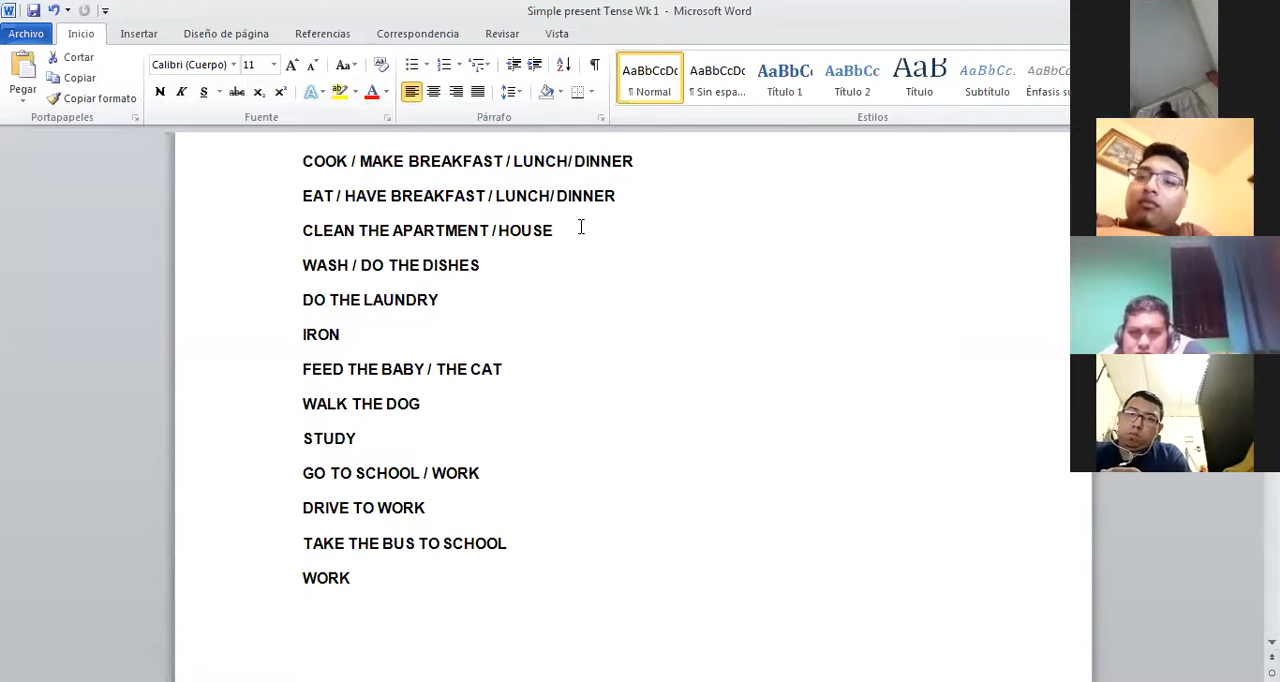 Simple present Tense Wk 1 - Microsoft Word
Archivo Inicio Insertar Diseño de página Referencias Correspondencia Revisar Vista
Pegar
Cortar
Copiar
Copiar formato
Portapapeles
Calibri (Cuerpo) 11
Fuente
Párrafo
AaBbCcDc AaBbCcDc AaBbC( AaBbCc AaB AaBbCc. AaBbCcD
¶ Normal ¶ Sin espa... Título 1 Título 2 Título Subtítulo Énfasis su
Estilos
COOK / MAKE BREAKFAST / LUNCH/ DINNER
EAT / HAVE BREAKFAST / LUNCH/ DINNER
CLEAN THE APARTMENT / HOUSE
WASH / DO THE DISHES
DO THE LAUNDRY
IRON
FEED THE BABY / THE CAT
WALK THE DOG
STUDY
GO TO SCHOOL / WORK
DRIVE TO WORK
TAKE THE BUS TO SCHOOL
WORK